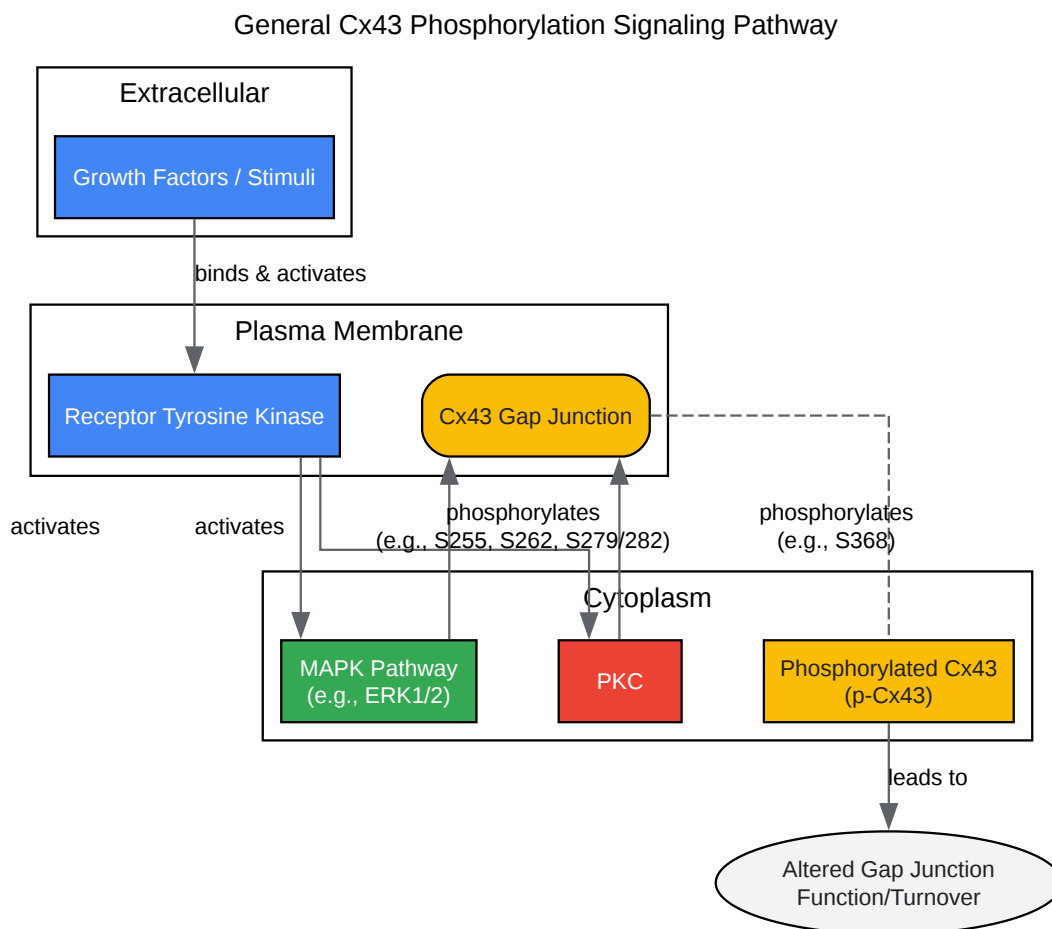 General Cx43 Phosphorylation Signaling Pathway
Extracellular
Growth Factors / Stimuli
binds & activates
Plasma Membrane
Receptor Tyrosine Kinase
Cx43 Gap Junction
activates
activates
phosphorylates
(e.g., S255, S262, S279/282)
phosphorylates
(e.g., S368)
Cytoplasm
MAPK Pathway
(e.g., ERK1/2)
PKC
Phosphorylated Cx43
(p-Cx43)
leads to
Altered Gap Junction
Function/Turnover